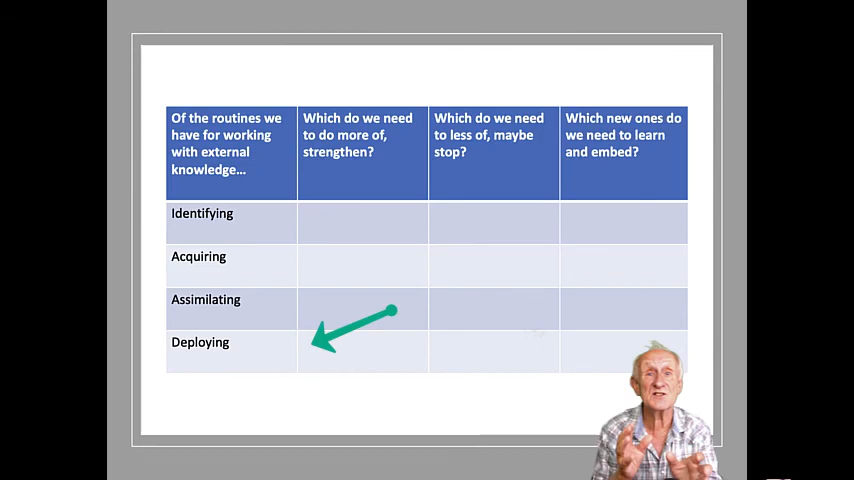 Of the routines we
have for working
with external
knowledge...
Which do we need
to do more of,
strengthen?
Which do we need
to less of, maybe
stop?
Which new ones do
we need to learn
and embed?
Identifying
Acquiring
Assimilating
Deploying